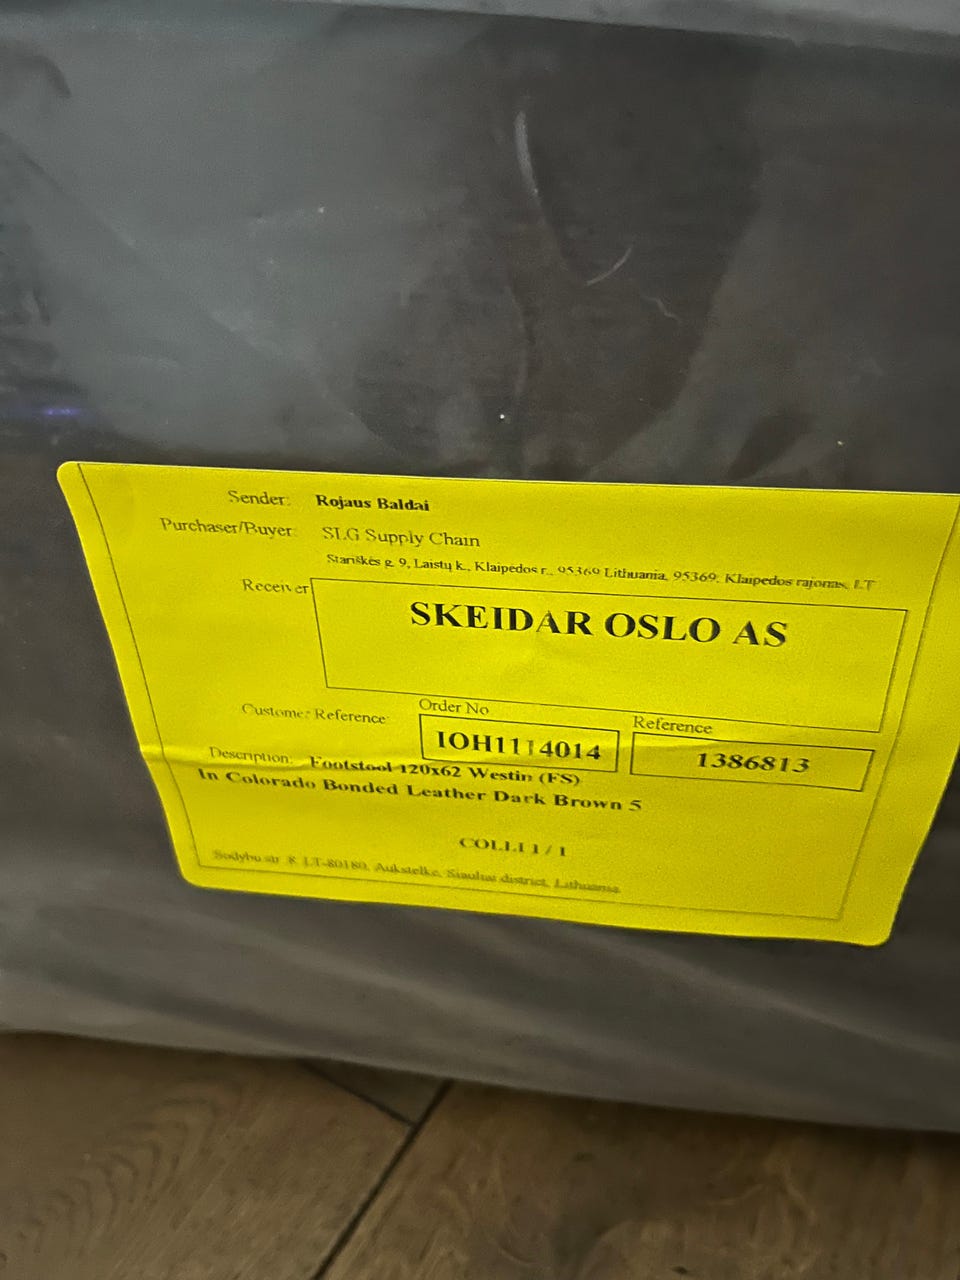 Sender: Rojaus Baldai
Purchaser/Buyer: SLG Supply Chain
Stariškės g. 9, Laistų k., Klaipėdos r., 95369 Lithuania, 95369, Klaipedos rajonas, LT
Receiver
SKEIDAR OSLO AS
Customer Reference
Order No
Reference
IOH1114014
1386813
Description: Footstool 120x62 Westin (FS)
In Colorado Bonded Leather Dark Brown 5
COLLI 1 / 1
Sodybu str 8, LT-80180, Aukstelke, Siaulias district, Lithuania